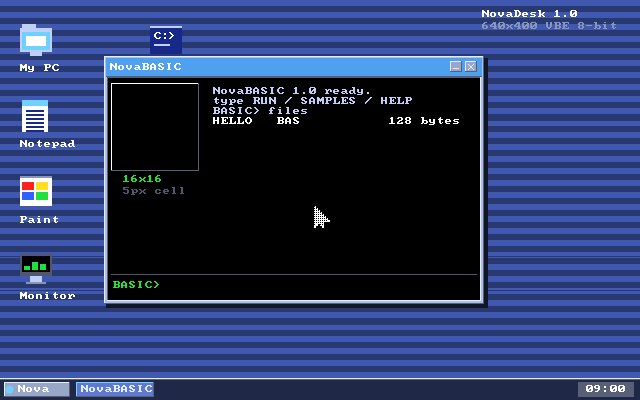 NovaDesk 1.0
640x400 VBE 8-bit
C:>
My PC
Notepad
Paint
Monitor
NovaBASIC
NovaBASIC 1.0 ready.
type RUN / SAMPLES / HELP
BASIC> files
HELLO   BAS           128 bytes
16x16
5px cell
BASIC>
Nova
NovaBASIC
09:00